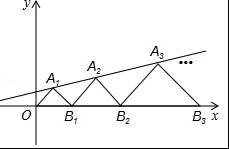 y
A₃
A₂
A₁
O B₁ B₂ B₃ x